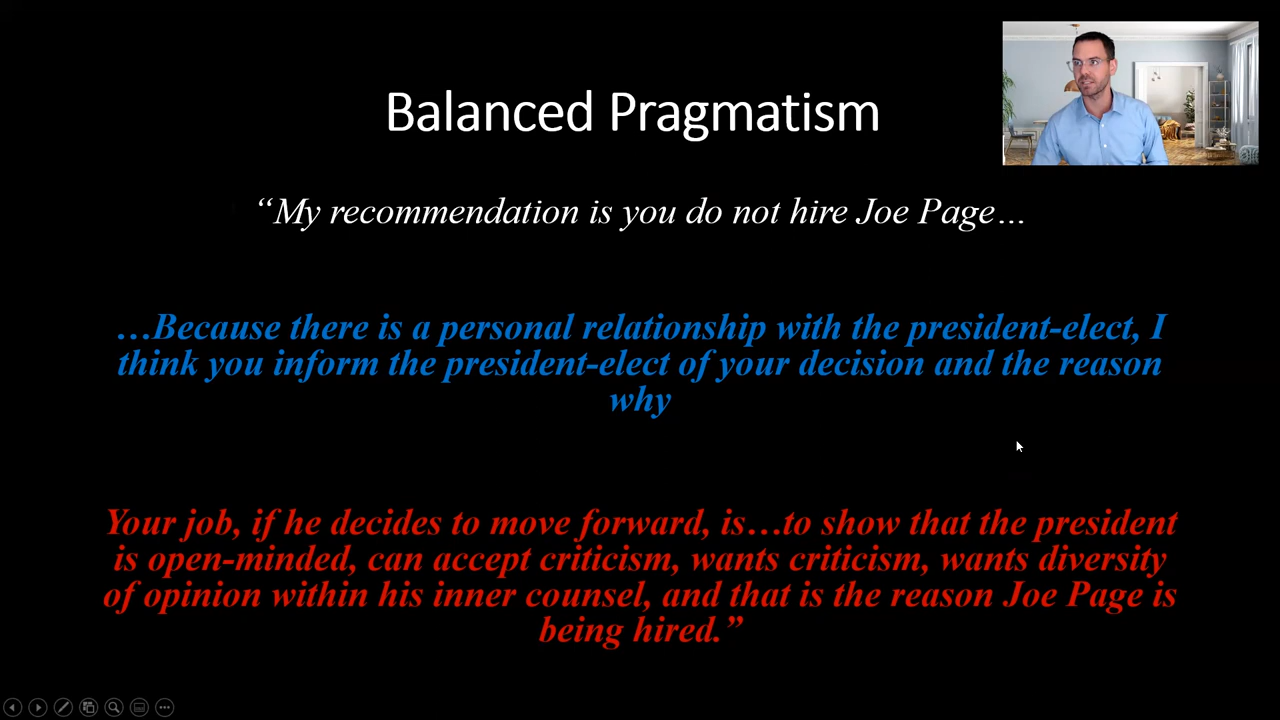 Balanced Pragmatism
“My recommendation is you do not hire Joe Page…
…Because there is a personal relationship with the president-elect, I
think you inform the president-elect of your decision and the reason
why
Your job, if he decides to move forward, is…to show that the president
is open-minded, can accept criticism, wants criticism, wants diversity
of opinion within his inner counsel, and that is the reason Joe Page is
being hired.”